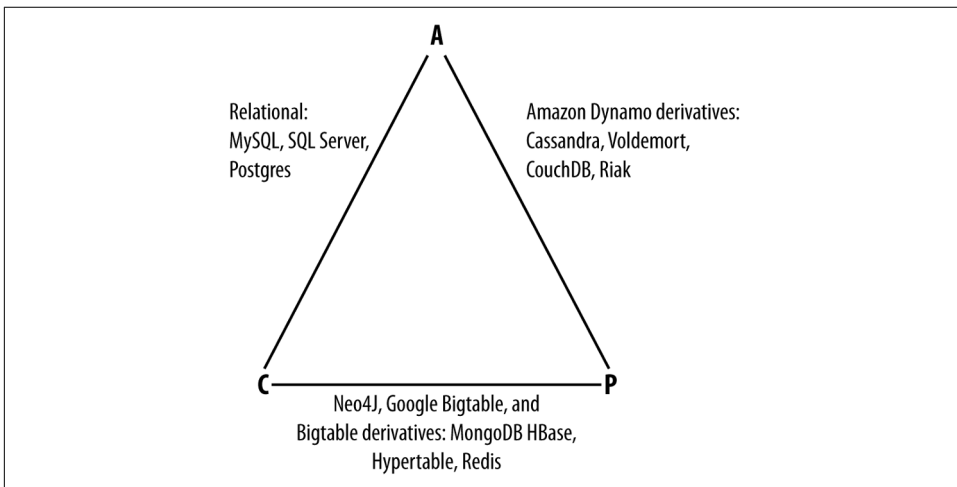 A
Relational:
MySQL, SQL Server,
Postgres
Amazon Dynamo derivatives:
Cassandra, Voldemort,
CouchDB, Riak
C
P
Neo4J, Google Bigtable, and
Bigtable derivatives: MongoDB HBase,
Hypertable, Redis